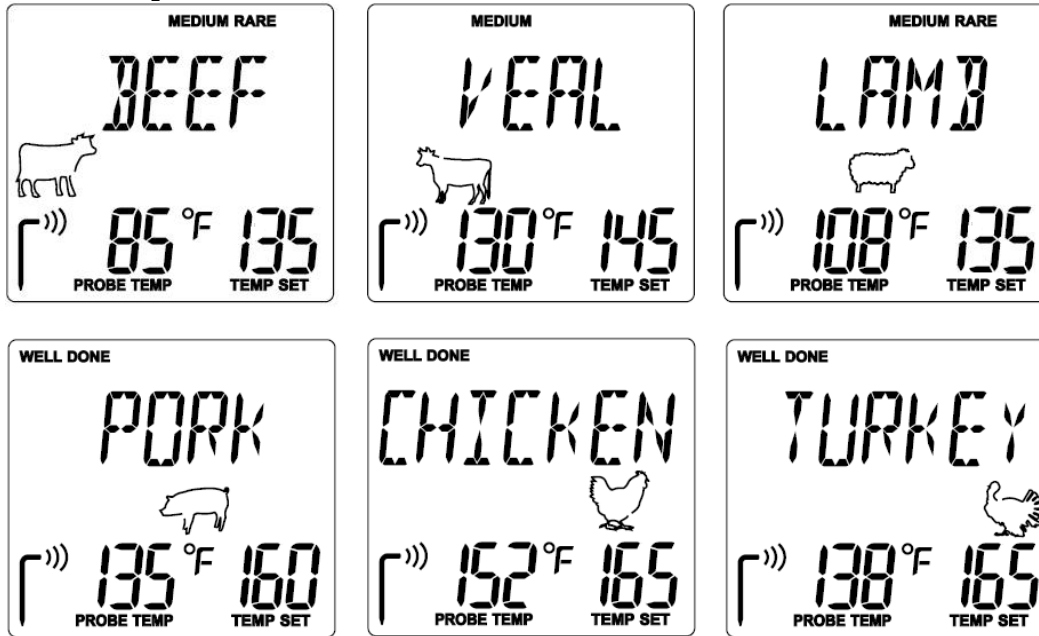 MEDIUM RARE
BEEF
85°F 135
PROBE TEMP TEMP SET
MEDIUM
VEAL
130°F 145
PROBE TEMP TEMP SET
MEDIUM RARE
LAMB
108°F 135
PROBE TEMP TEMP SET
WELL DONE
PORK
135°F 160
PROBE TEMP TEMP SET
WELL DONE
CHICKEN
152°F 165
PROBE TEMP TEMP SET
WELL DONE
TURKEY
138°F 165
PROBE TEMP TEMP SET